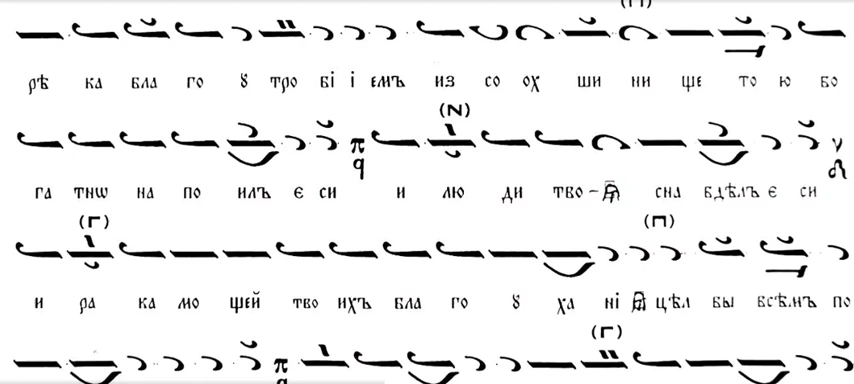 (П)
рѣ ка бла го ꙋ тро бі і емъ из со ох ши ни ше то ю бо
(N)
π
q
ν
га тнѡ на по илъ є си и лю ди тво – ѧ сна бдѣлъ є си
(Г)
(П)
и ра ка мо щей тво ихъ бла го ꙋ ха ні ѧ цѣл вы всѣмъ по
(Г)
π
q